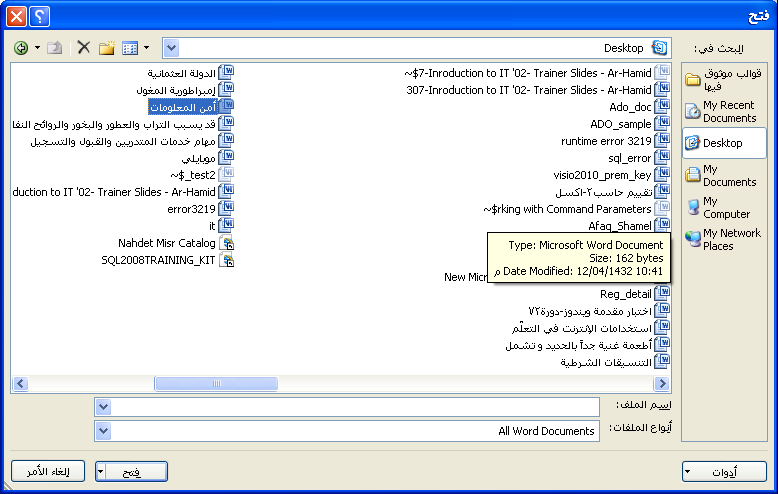 فتح
البحث في:
Desktop
قوالب موثوق
فيها
My Recent
Documents
Desktop
My
Documents
My
Computer
My Network
Places
~$7-Inroduction to IT '02- Trainer Slides - Ar-Hamid
307-Inroduction to IT '02- Trainer Slides - Ar-Hamid
Ado_doc
ADO_sample
runtime error 3219
sql_error
visio2010_prem_key
تقييم حاسب٢-اكسل
~$rking with Command Parameters
Afaq_Shamel
Type: Microsoft Word Document
Size: 162 bytes
Date Modified: 12/04/1432 10:41 م
New Micr
Reg_detail
اختبار مقدمة ويندوز-دورة٧٢
استخدامات الإنترنت في التعلّم
أطعمة غنية جداً بالحديد و تشمل
التنسيقات الشرطية
الدولة العثمانية
إمبراطورية المغول
أمن المعلومات
قد يسبب التراب والعطور والبخور والروائح النفا
مهام خدمات المتدربين والقبول والتسجيل
موبايلي
~$_test2
duction to IT '02- Trainer Slides - Ar-Hamid
error3219
it
Nahdet Misr Catalog
SQL2008TRAINING_KIT
اسم الملف:
أنواع الملفات:
All Word Documents
أدوات
فتح
إلغاء الأمر